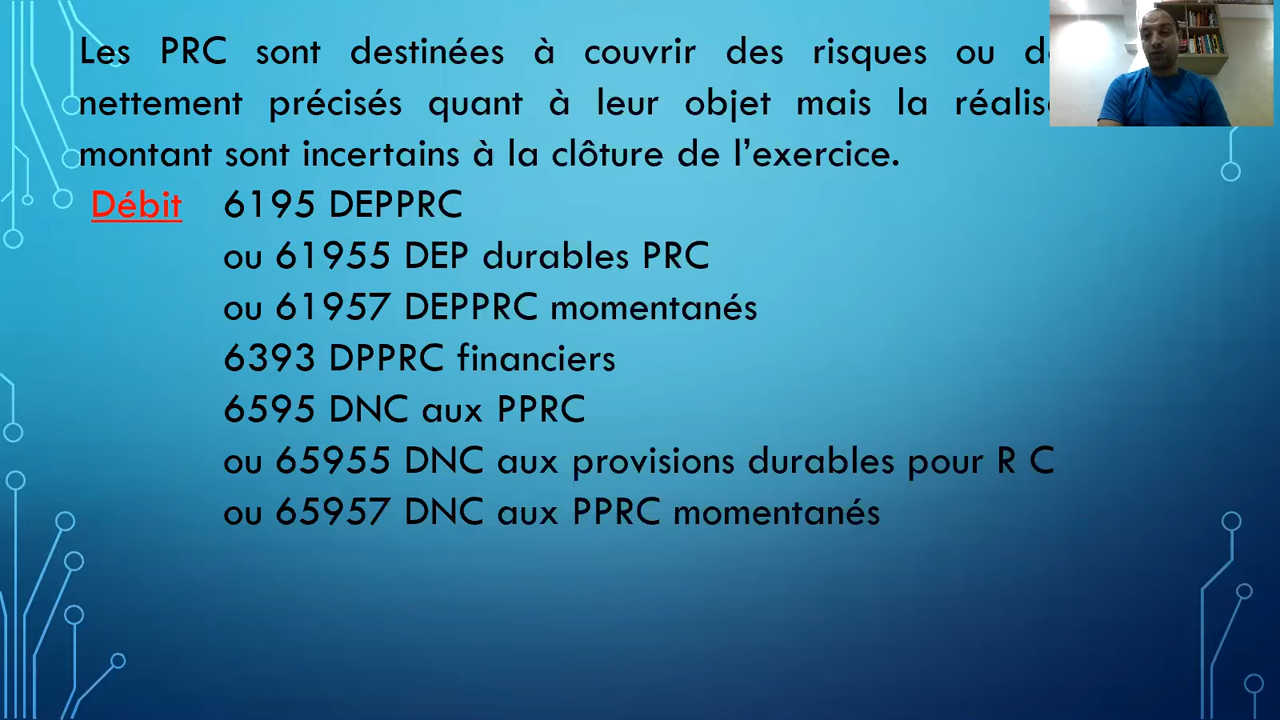 Les PRC sont destinées à couvrir des risques ou
nettement précisés quant à leur objet mais la
montant sont incertains à la clôture de l'exercice.
Débit 6195 DEPPRC
ou 61955 DEP durables PRC
ou 61957 DEPPRC momentanés
6393 DPPRC financiers
6595 DNC aux PPRC
ou 65955 DNC aux provisions durables pour R C
ou 65957 DNC aux PPRC momentanés